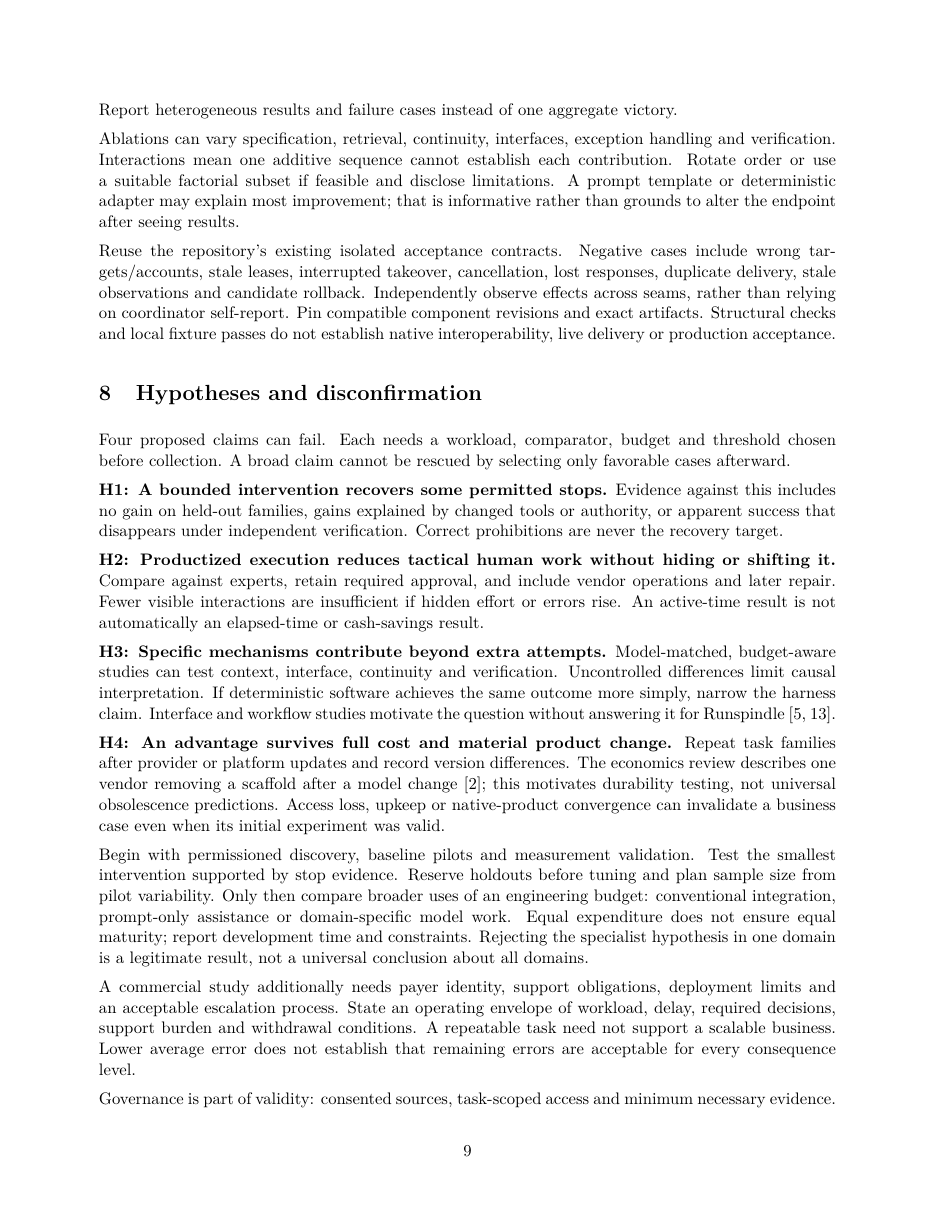 Report heterogeneous results and failure cases instead of one aggregate victory.
Ablations can vary specification, retrieval, continuity, interfaces, exception handling and verification.
Interactions mean one additive sequence cannot establish each contribution. Rotate order or use
a suitable factorial subset if feasible and disclose limitations. A prompt template or deterministic
adapter may explain most improvement; that is informative rather than grounds to alter the endpoint
after seeing results.
Reuse the repository's existing isolated acceptance contracts. Negative cases include wrong tar-
gets/accounts, stale leases, interrupted takeover, cancellation, lost responses, duplicate delivery, stale
observations and candidate rollback. Independently observe effects across seams, rather than relying
on coordinator self-report. Pin compatible component revisions and exact artifacts. Structural checks
and local fixture passes do not establish native interoperability, live delivery or production acceptance.
8 Hypotheses and disconfirmation
Four proposed claims can fail. Each needs a workload, comparator, budget and threshold chosen
before collection. A broad claim cannot be rescued by selecting only favorable cases afterward.
H1: A bounded intervention recovers some permitted stops. Evidence against this includes
no gain on held-out families, gains explained by changed tools or authority, or apparent success that
disappears under independent verification. Correct prohibitions are never the recovery target.
H2: Productized execution reduces tactical human work without hiding or shifting it.
Compare against experts, retain required approval, and include vendor operations and later repair.
Fewer visible interactions are insufficient if hidden effort or errors rise. An active-time result is not
automatically an elapsed-time or cash-savings result.
H3: Specific mechanisms contribute beyond extra attempts. Model-matched, budget-aware
studies can test context, interface, continuity and verification. Uncontrolled differences limit causal
interpretation. If deterministic software achieves the same outcome more simply, narrow the harness
claim. Interface and workflow studies motivate the question without answering it for Runspindle [5, 13].
H4: An advantage survives full cost and material product change. Repeat task families
after provider or platform updates and record version differences. The economics review describes one
vendor removing a scaffold after a model change [2]; this motivates durability testing, not universal
obsolescence predictions. Access loss, upkeep or native-product convergence can invalidate a business
case even when its initial experiment was valid.
Begin with permissioned discovery, baseline pilots and measurement validation. Test the smallest
intervention supported by stop evidence. Reserve holdouts before tuning and plan sample size from
pilot variability. Only then compare broader uses of an engineering budget: conventional integration,
prompt-only assistance or domain-specific model work. Equal expenditure does not ensure equal
maturity; report development time and constraints. Rejecting the specialist hypothesis in one domain
is a legitimate result, not a universal conclusion about all domains.
A commercial study additionally needs payer identity, support obligations, deployment limits and
an acceptable escalation process. State an operating envelope of workload, delay, required decisions,
support burden and withdrawal conditions. A repeatable task need not support a scalable business.
Lower average error does not establish that remaining errors are acceptable for every consequence
level.
Governance is part of validity: consented sources, task-scoped access and minimum necessary evidence.
9